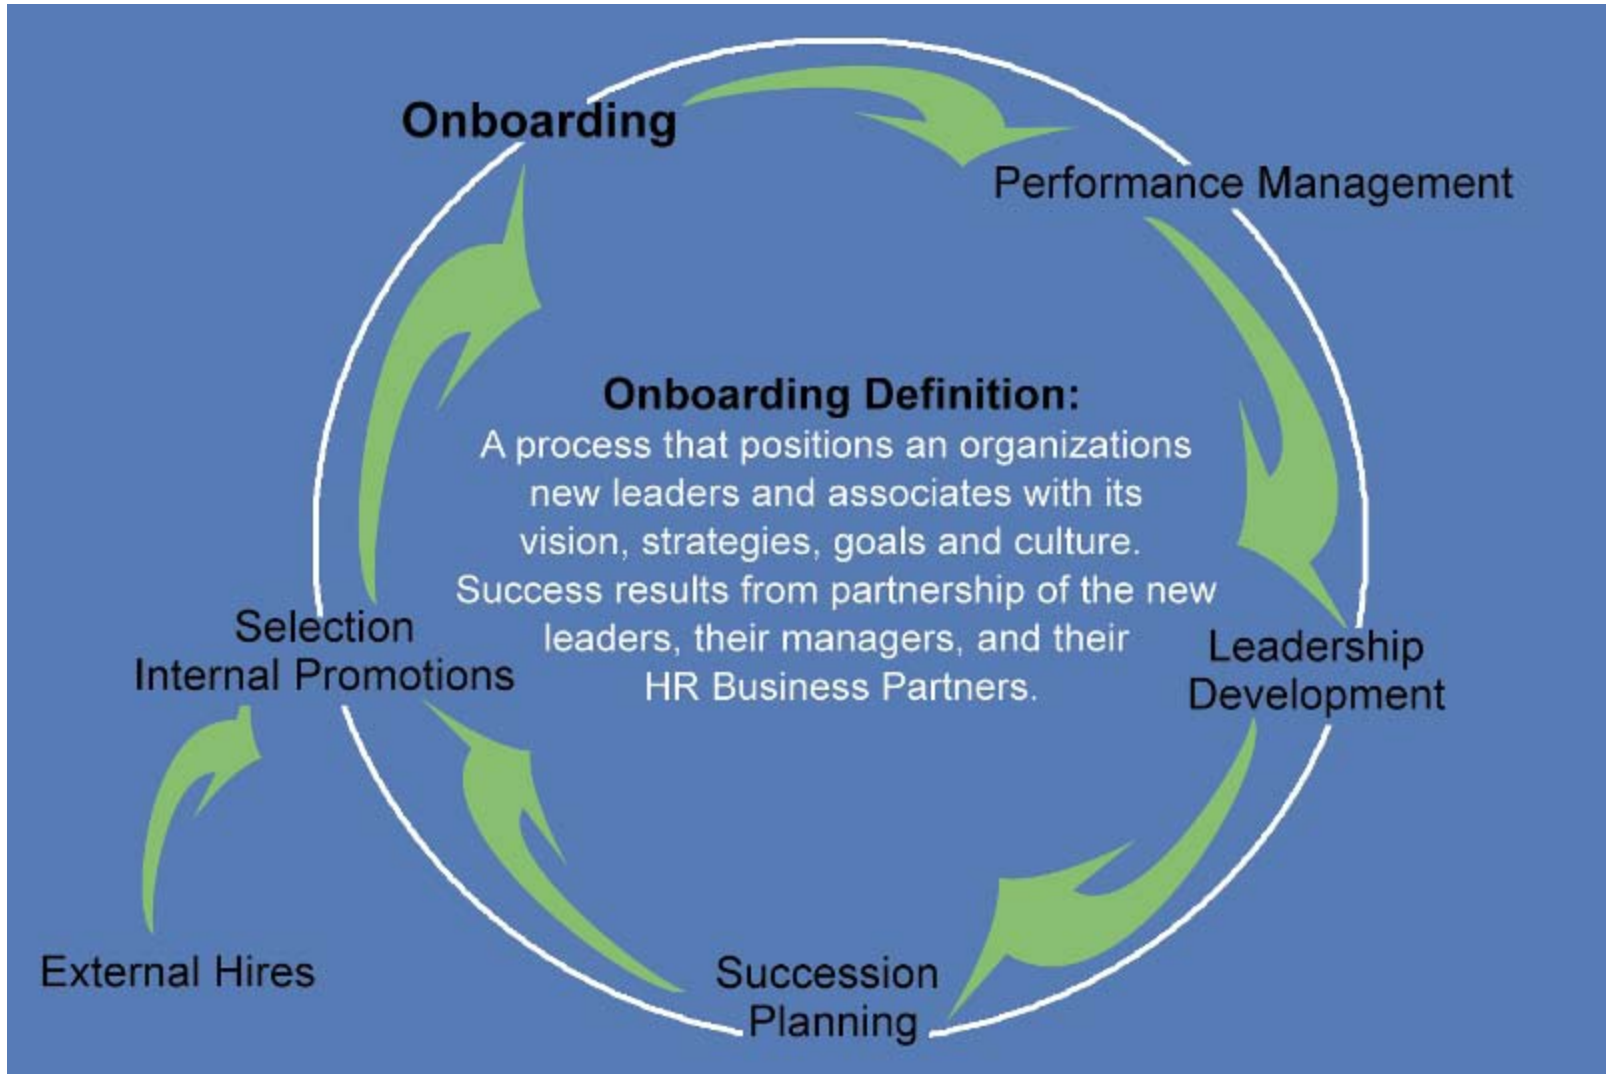 Onboarding
Performance Management
Onboarding Definition:
A process that positions an organizations
new leaders and associates with its
vision, strategies, goals and culture.
Success results from partnership of the new
leaders, their managers, and their
HR Business Partners.
Selection
Internal Promotions
Leadership
Development
External Hires
Succession
Planning